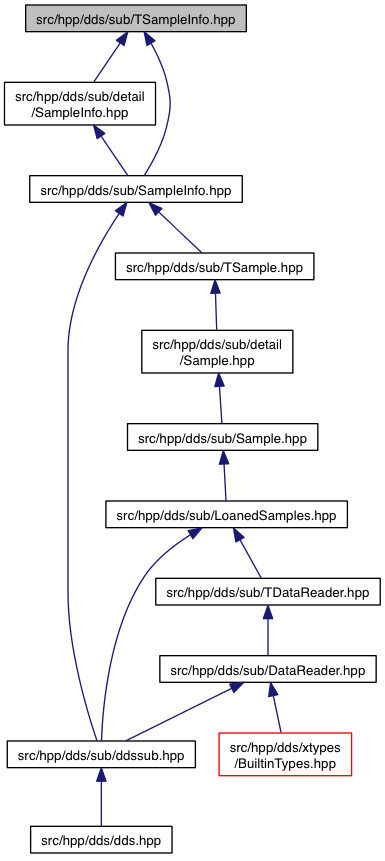 src/hpp/dds/sub/TSampleInfo.hpp
src/hpp/dds/sub/detail
/SampleInfo.hpp
src/hpp/dds/sub/SampleInfo.hpp
src/hpp/dds/sub/TSample.hpp
src/hpp/dds/sub/detail
/Sample.hpp
src/hpp/dds/sub/Sample.hpp
src/hpp/dds/sub/LoanedSamples.hpp
src/hpp/dds/sub/TDataReader.hpp
src/hpp/dds/sub/DataReader.hpp
src/hpp/dds/sub/ddssub.hpp
src/hpp/dds/xtypes
/BuiltinTypes.hpp
src/hpp/dds/dds.hpp